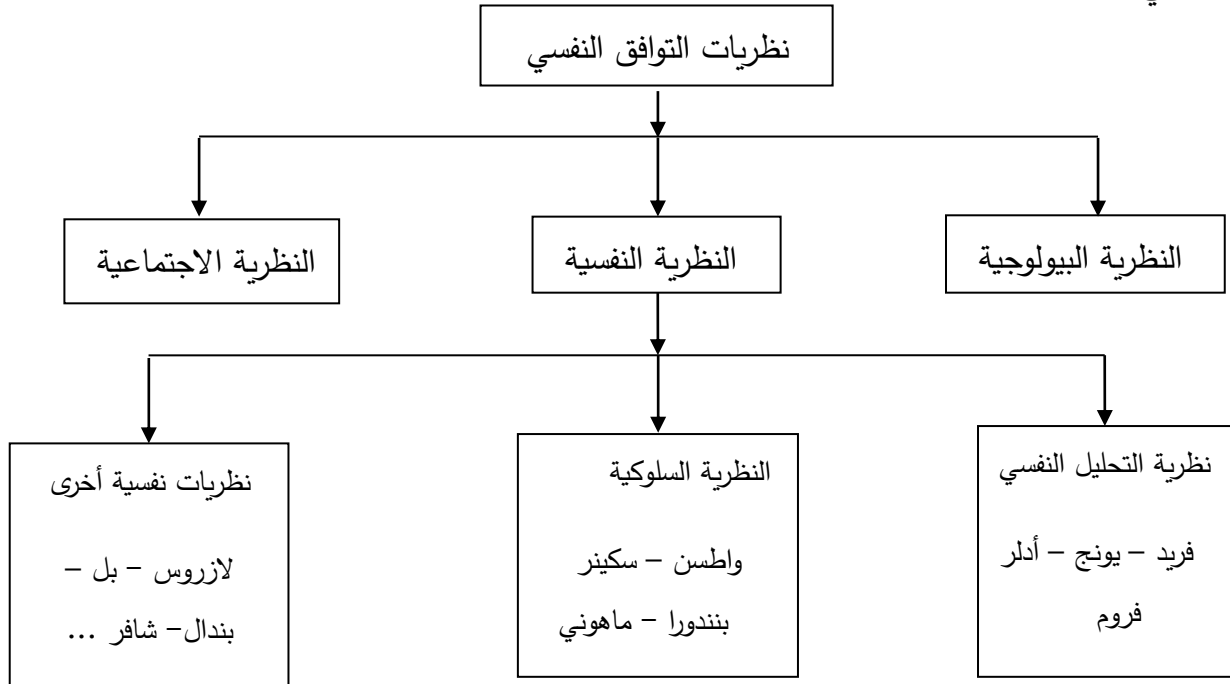 نظريات التوافق النفسي
النظرية البيولوجية
النظرية النفسية
النظرية الاجتماعية
نظرية التحليل النفسي
فريد – يونج – أدلر
فروم
النظرية السلوكية
واطسن – سكينر
بنندورا – ماهوني
نظريات نفسية أخرى
لازروس – بل –
بندال– شافر ...